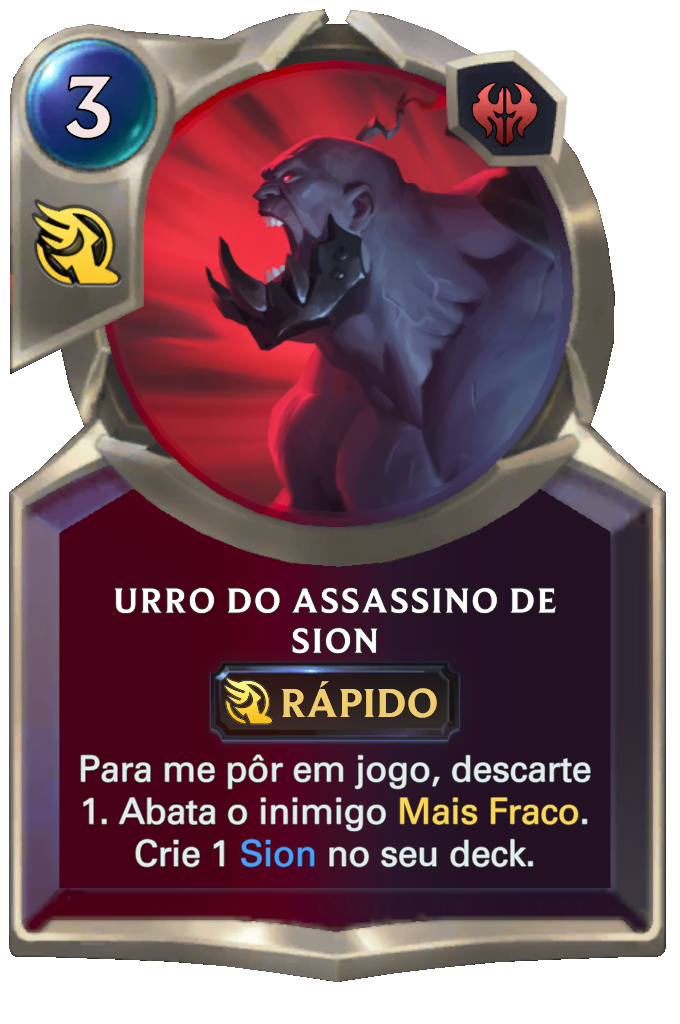 3
URRO DO ASSASSINO DE
SION
RÁPIDO
Para me pôr em jogo, descarte
1. Abata o inimigo Mais Fraco.
Crie 1 Sion no seu deck.